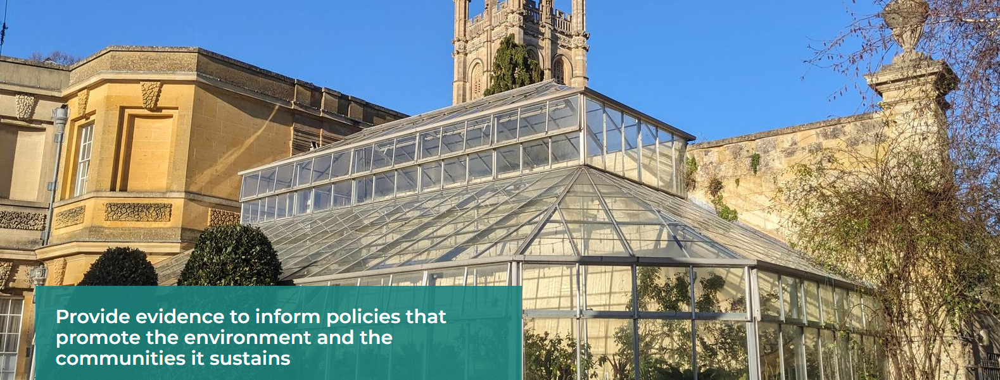 Provide evidence to inform policies that
promote the environment and the
communities it sustains